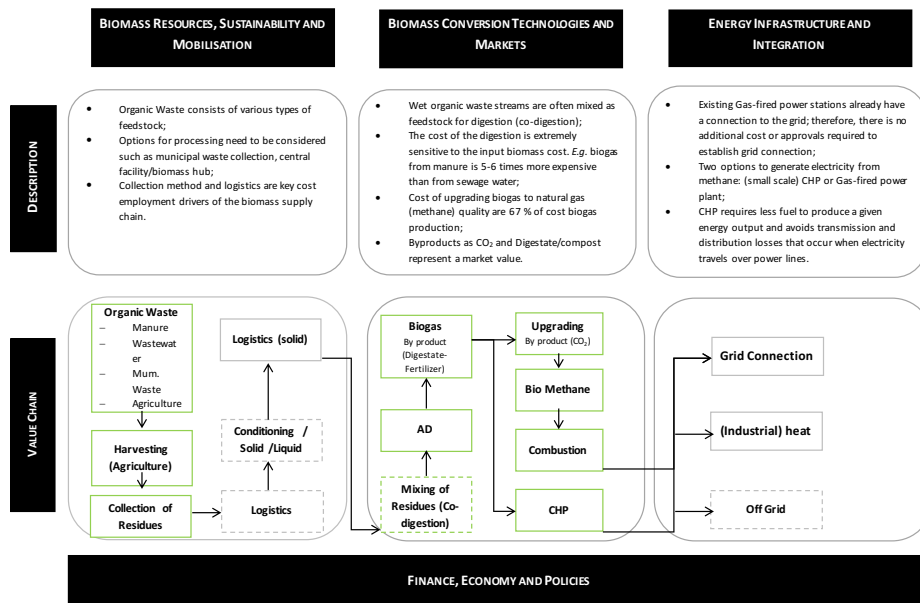 BIOMASS RESOURCES, SUSTAINABILITY AND
MOBILISATION
BIOMASS CONVERSION TECHNOLOGIES AND
MARKETS
ENERGY INFRASTRUCTURE AND
INTEGRATION
DESCRIPTION
• Organic Waste consists of various types of
feedstock;
• Options for processing need to be considered
such as municipal waste collection, central
facility/biomass hub;
• Collection method and logistics are key cost
employment drivers of the biomass supply
chain.
• Wet organic waste streams are often mixed as
feedstock for digestion (co-digestion);
• The cost of the digestion is extremely
sensitive to the input biomass cost. E.g. biogas
from manure is 5-6 times more expensive
than from sewage water;
• Cost of upgrading biogas to natural gas
(methane) quality are 67 % of cost biogas
production;
• Byproducts as CO₂ and Digestate/compost
represent a market value.
• Existing Gas-fired power stations already have
a connection to the grid; therefore, there is no
additional cost or approvals required to
establish grid connection;
• Two options to generate electricity from
methane: (small scale) CHP or Gas-fired power
plant;
• CHP requires less fuel to produce a given
energy output and avoids transmission and
distribution losses that occur when electricity
travels over power lines.
VALUE CHAIN
Organic Waste
– Manure
– Wastewat
er
– Mum.
Waste
– Agriculture
Harvesting
(Agriculture)
Collection of
Residues
Logistics (solid)
Conditioning /
Solid /Liquid
Logistics
Biogas
By product
(Digestate-
Fertilizer)
AD
Mixing of
Residues (Co-
digestion)
Upgrading
By product (CO₂)
Bio Methane
Combustion
CHP
Grid Connection
(Industrial) heat
Off Grid
FINANCE, ECONOMY AND POLICIES